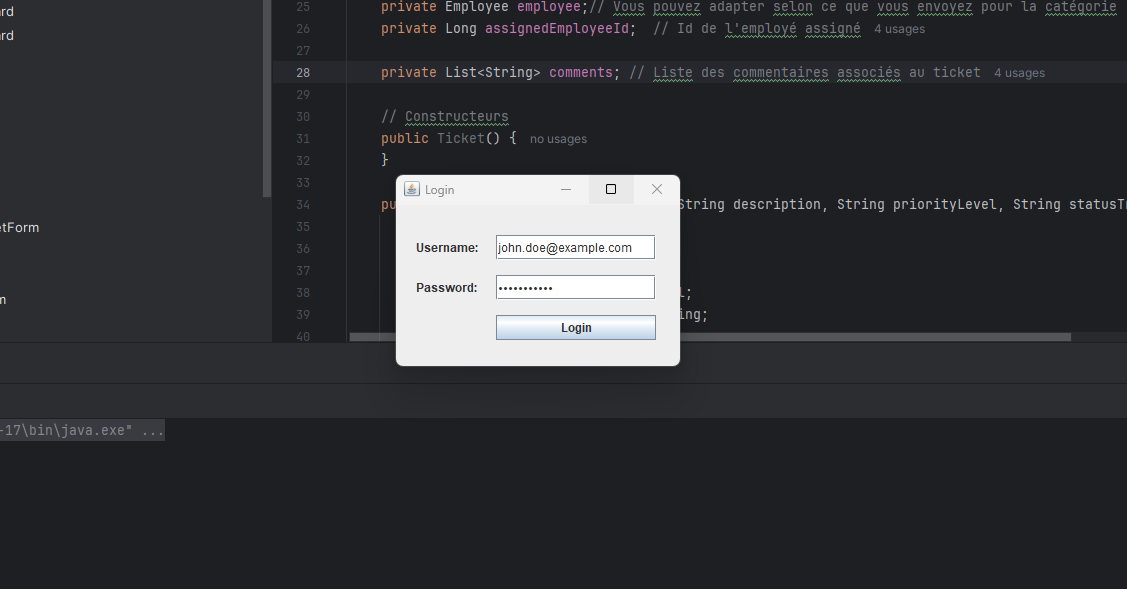 rd
25 private Employee employee;// Vous pouvez adapter selon ce que vous envoyez pour la catégorie
rd
26 private Long assignedEmployeeId; // Id de l'employé assigné 4 usages
27
28 private List<String> comments; // Liste des commentaires associés au ticket 4 usages
29
30 // Constructeurs
31 public Ticket() { no usages
32 }
33
Login
34 pu String description, String priorityLevel, String statusT
etForm
35
36
Username: john.doe@example.com
37
Password: •••••••••••
38 l;
m
39 ing;
Login
40
-17\bin\java.exe" ...